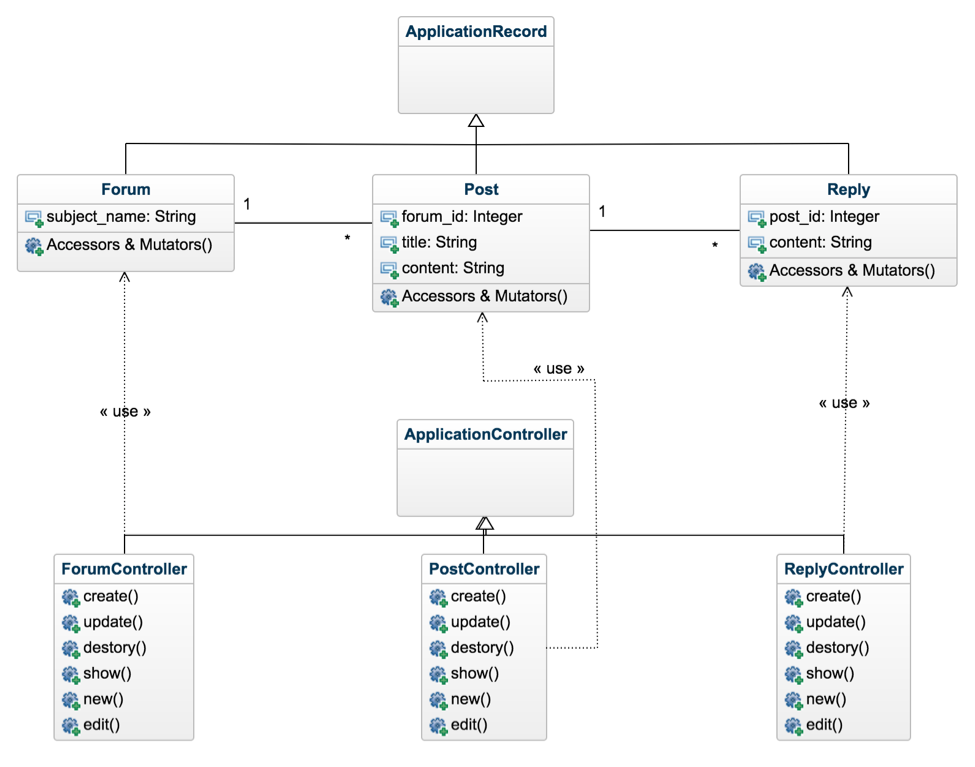 ApplicationRecord
Forum
subject_name: String
Accessors & Mutators()
1
*
Post
forum_id: Integer
title: String
content: String
Accessors & Mutators()
1
*
Reply
post_id: Integer
content: String
Accessors & Mutators()
« use »
« use »
« use »
ApplicationController
ForumController
create()
update()
destory()
show()
new()
edit()
PostController
create()
update()
destory()
show()
new()
edit()
ReplyController
create()
update()
destory()
show()
new()
edit()